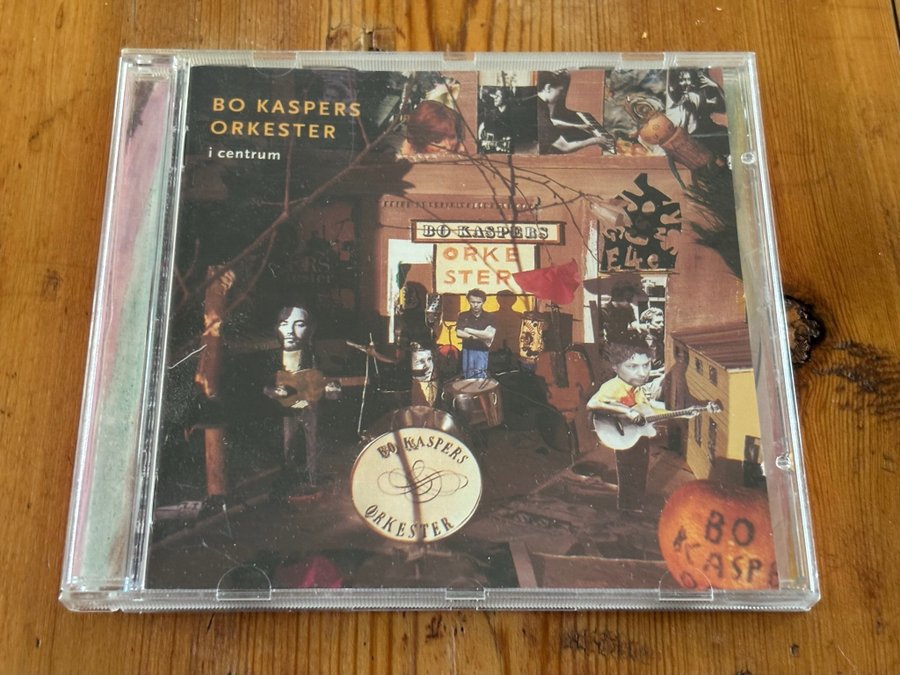 BO KASPERS
ORKESTER
i centrum
BO KASPERS
ORKE
STER
BO KASPERS
ORKESTER
BO
KASPE